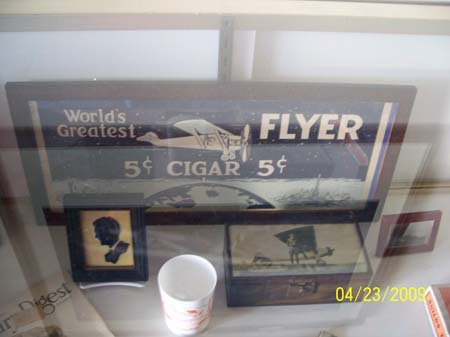 World's
Greatest
FLYER
5¢ CIGAR 5¢
Digest
04/23/2009